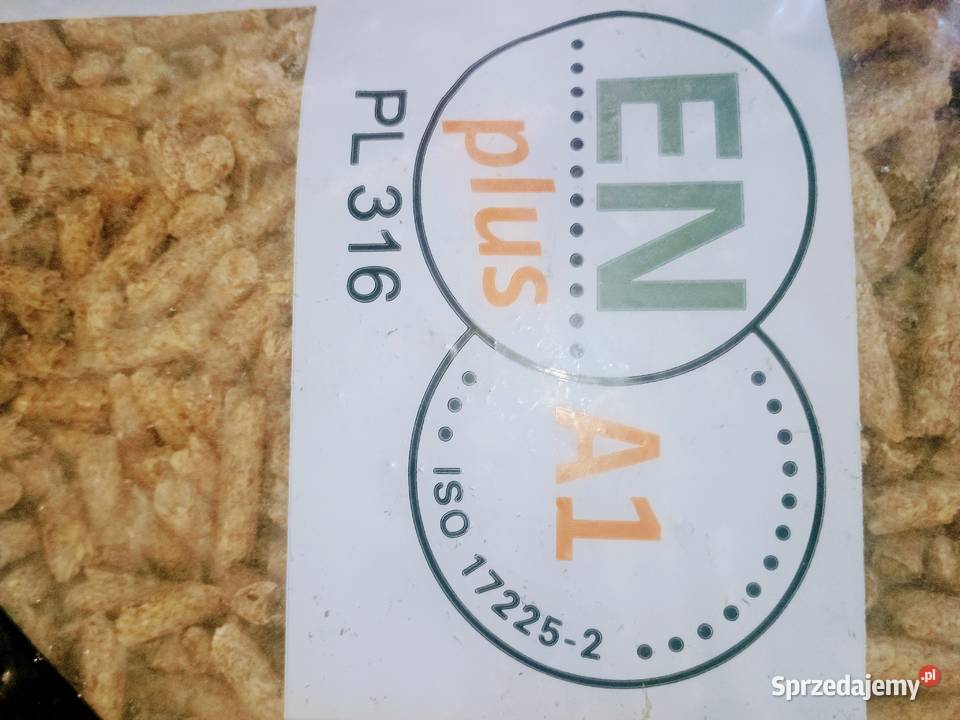 EN
plus
A1
ISO 17225-2
PL 316
Sprzedajemy.pl